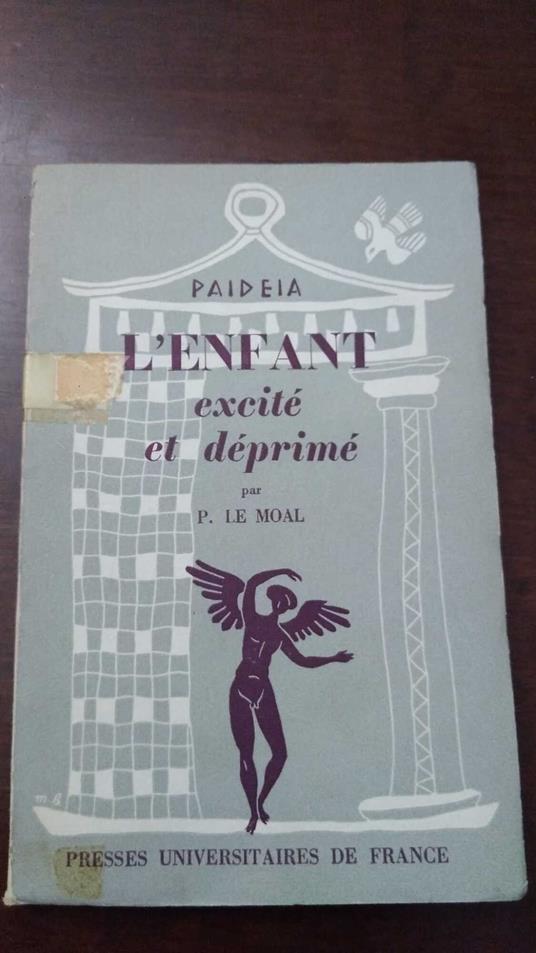 PAIDEIA
L'ENFANT
excité
et déprimé
par
P. LE MOAL
PRESSES UNIVERSITAIRES DE FRANCE